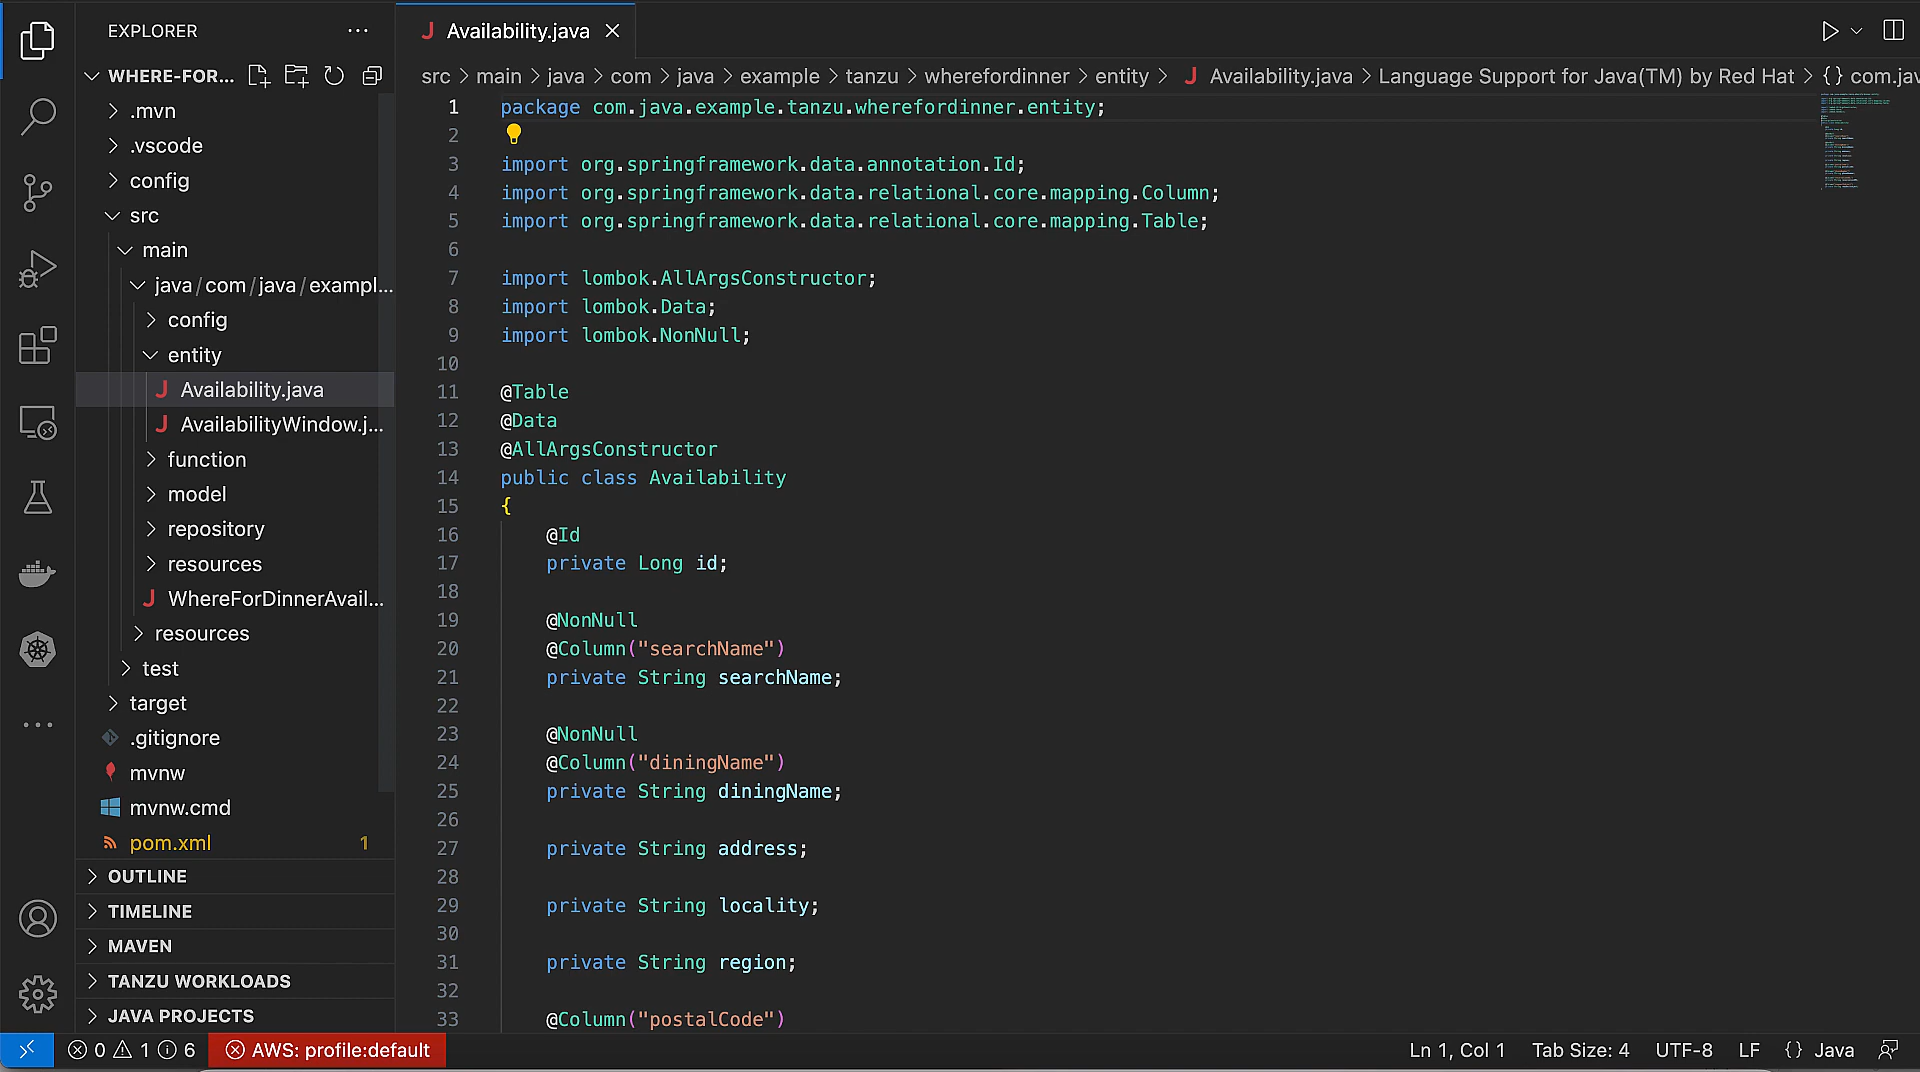 EXPLORER
WHERE-FOR...
.mvn
.vscode
config
src
main
java/com/java/exampl...
config
entity
Availability.java
AvailabilityWindow.j...
function
model
repository
resources
WhereForDinnerAvail...
resources
test
target
.gitignore
mvnw
mvnw.cmd
pom.xml 1
OUTLINE
TIMELINE
MAVEN
TANZU WORKLOADS
JAVA PROJECTS
Availability.java
src > main > java > com > java > example > tanzu > wherefordinner > entity > Availability.java > Language Support for Java(TM) by Red Hat > {} com.jav
1 package com.java.example.tanzu.wherefordinner.entity;
2
3 import org.springframework.data.annotation.Id;
4 import org.springframework.data.relational.core.mapping.Column;
5 import org.springframework.data.relational.core.mapping.Table;
6
7 import lombok.AllArgsConstructor;
8 import lombok.Data;
9 import lombok.NonNull;
10
11 @Table
12 @Data
13 @AllArgsConstructor
14 public class Availability
15 {
16 @Id
17 private Long id;
18
19 @NonNull
20 @Column("searchName")
21 private String searchName;
22
23 @NonNull
24 @Column("diningName")
25 private String diningName;
26
27 private String address;
28
29 private String locality;
30
31 private String region;
32
33 @Column("postalCode")
0 1 6 AWS: profile:default Ln 1, Col 1 Tab Size: 4 UTF-8 LF {} Java